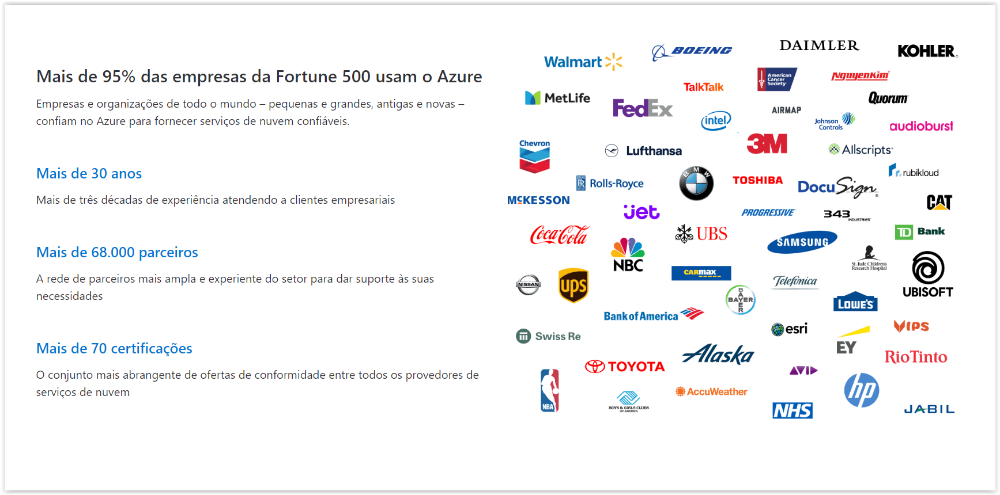 Mais de 95% das empresas da Fortune 500 usam o Azure
Empresas e organizações de todo o mundo – pequenas e grandes, antigas e novas –
confiam no Azure para fornecer serviços de nuvem confiáveis.
Mais de 30 anos
Mais de três décadas de experiência atendendo a clientes empresariais
Mais de 68.000 parceiros
A rede de parceiros mais ampla e experiente do setor para dar suporte às suas
necessidades
Mais de 70 certificações
O conjunto mais abrangente de ofertas de conformidade entre todos os provedores de
serviços de nuvem
Walmart
BOEING
DAIMLER
KOHLER
MetLife
FedEx
TalkTalk
American
Cancer
Society
NguyenKim
Quorum
intel
AIRMAP
Johnson
Controls
audioburst
Chevron
Lufthansa
3M
Allscripts
Rolls-Royce
BMW
TOSHIBA
DocuSign
rubikloud
MCKESSON
jet
PROGRESSIVE
343
INDUSTRIES
CAT
Coca-Cola
NBC
UBS
SAMSUNG
TD Bank
St. Jude Children's
Research Hospital
UBISOFT
NISSAN
ups
CARMAX
BAYER
BAYER
Telefónica
LOWE'S
Bank of America
Swiss Re
esri
EY
VIPS
RioTinto
NBA
TOYOTA
Alaska
AVID
BOYS & GIRLS CLUBS
OF AMERICA
AccuWeather
NHS
hp
JABIL